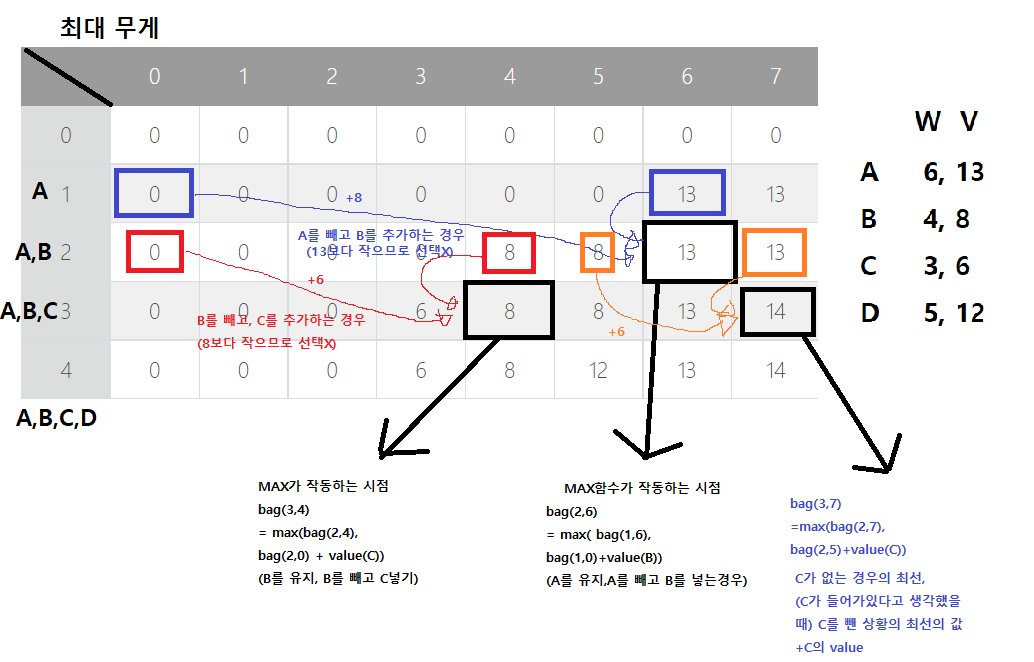 최대 무게
0 1 2 3 4 5 6 7
W V
0 0 0 0 0 0 0 0 0
A 6, 13
A 1 0 0 0 0 0 0 13 13
+8
B 4, 8
A를 빼고 B를 추가하는 경우
(13보다 작으므로 선택X)
A,B 2 0 0 0 0 8 8 13 13
C 3, 6
+6
A,B,C 3 0 0 0 6 8 8 13 14
D 5, 12
B를 빼고, C를 추가하는 경우
(8보다 작으므로 선택X)
+6
4 0 0 0 6 8 12 13 14
A,B,C,D
MAX가 작동하는 시점
bag(3,4)
= max(bag(2,4),
bag(2,0) + value(C))
(B를 유지, B를 빼고 C넣기)
MAX함수가 작동하는 시점
bag(2,6)
= max( bag(1,6),
bag(1,0)+value(B))
(A를 유지,A를 빼고 B를 넣는경우)
bag(3,7)
=max(bag(2,7),
bag(2,5)+value(C))
C가 없는 경우의 최선,
(C가 들어가있다고 생각했을
때) C를 뺀 상황의 최선의 값
+C의 value